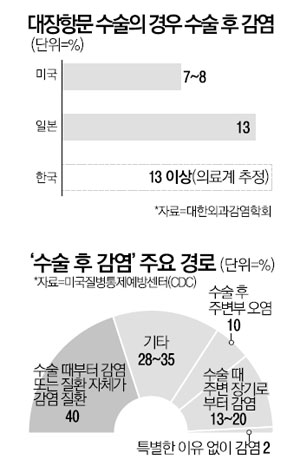 대장항문 수술의 경우 수술 후 감염
(단위=%)
미국
7~8
일본
13
한국
13 이상(의료계 추정)
*자료=대한외과감염학회
‘수술 후 감염’ 주요 경로 (단위=%)
*자료=미국질병통제예방센터(CDC)
수술 때부터 감염
또는 질환 자체가
감염 질환
40
기타
28~35
수술 후
주변부 오염
10
수술 때
주변 장기로
부터 감염
13~20
특별한 이유 없이 감염 2